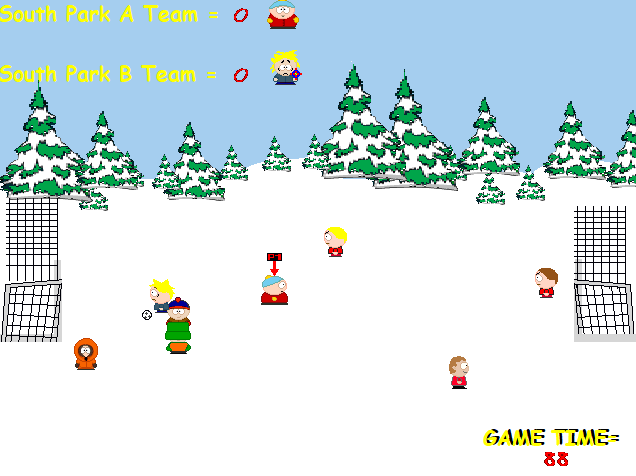 South Park A Team = 0
South Park B Team = 0
GAME TIME=
88